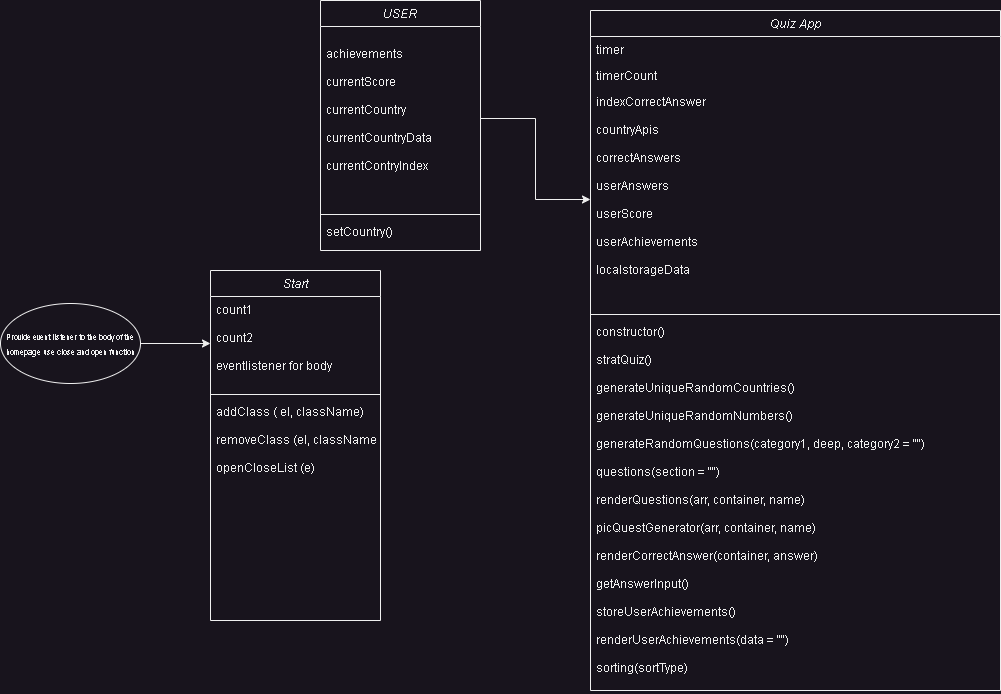 USER
achievements
currentScore
currentCountry
currentCountryData
currentContryIndex
setCountry()
Quiz App
timer
timerCount
indexCorrectAnswer
countryApis
correctAnswers
userAnswers
userScore
userAchievements
localstorageData
constructor()
stratQuiz()
generateUniqueRandomCountries()
generateUniqueRandomNumbers()
generateRandomQuestions(category1, deep, category2 = "")
questions(section = "")
renderQuestions(arr, container, name)
picQuestGenerator(arr, container, name)
renderCorrectAnswer(container, answer)
getAnswerInput()
storeUserAchievements()
renderUserAchievements(data = "")
sorting(sortType)
Provide event listener to the body of the
homepage use close and open function
Start
count1
count2
eventlistener for body
addClass ( el, className)
removeClass (el, className
openCloseList (e)